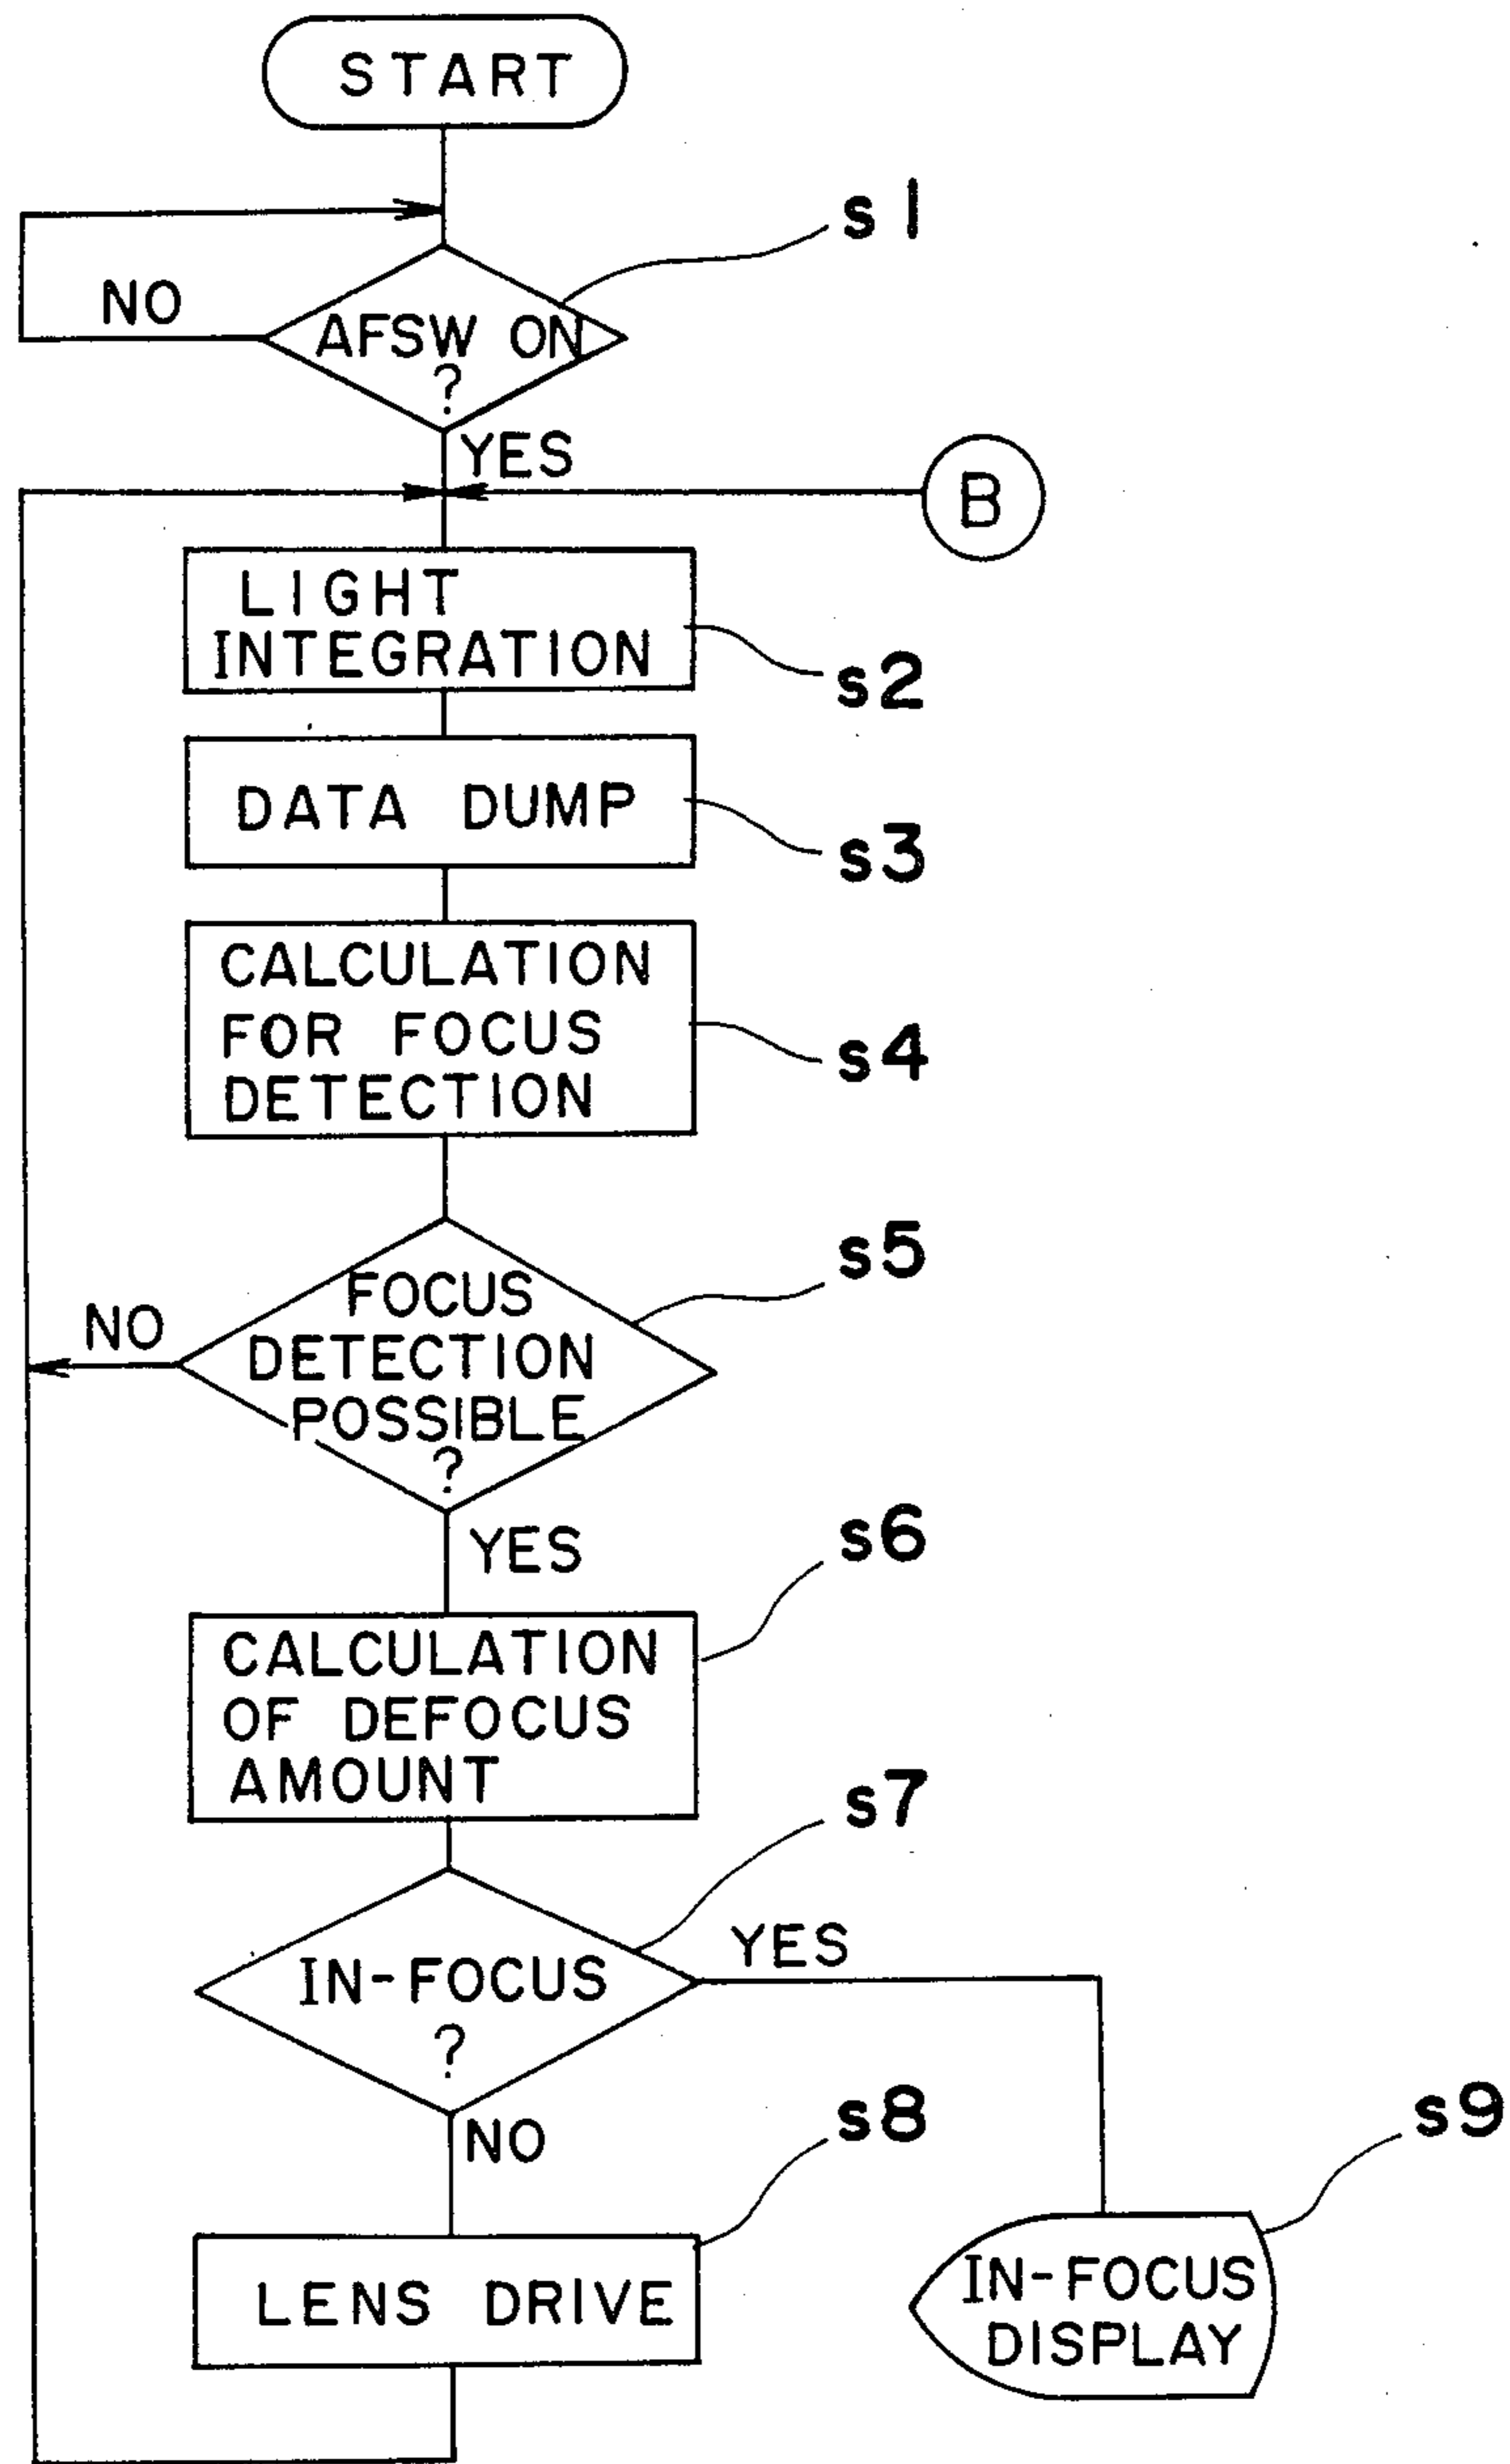 START
s1
NO
AFSW ON
?
YES
B
LIGHT
INTEGRATION
s2
DATA DUMP
s3
CALCULATION
FOR FOCUS
DETECTION
s4
s5
FOCUS
NO
DETECTION
POSSIBLE
?
YES
s6
CALCULATION
OF DEFOCUS
AMOUNT
s7
YES
IN-FOCUS
?
NO
s8
s9
LENS DRIVE
IN-FOCUS
DISPLAY